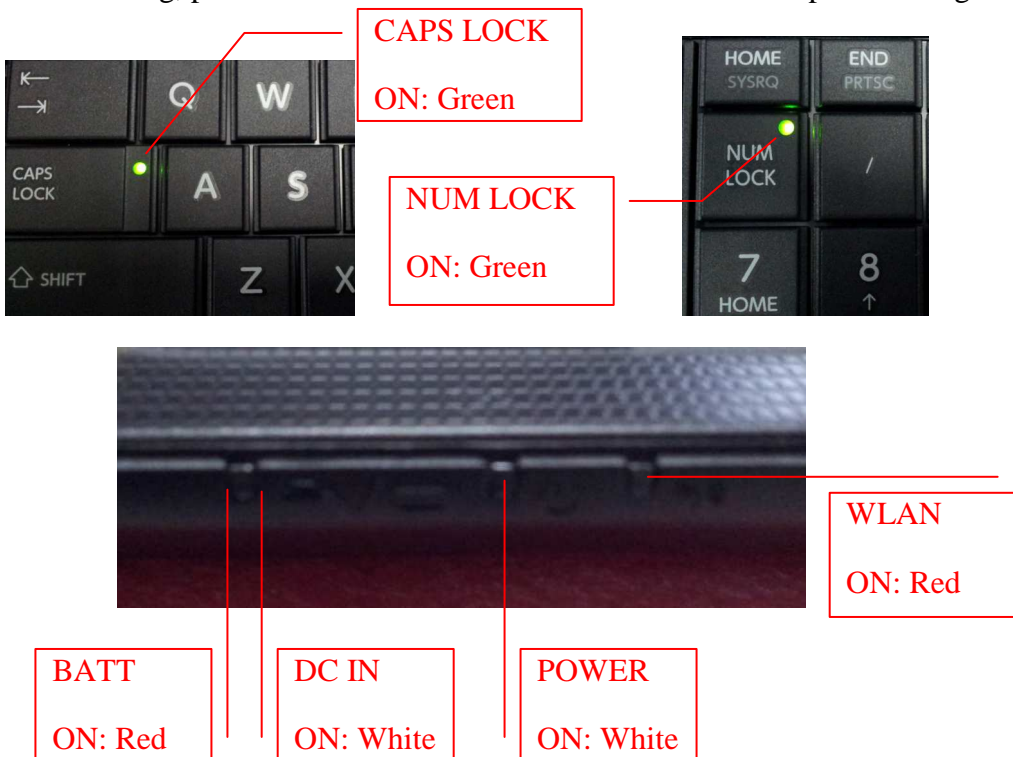 CAPS LOCK
ON: Green
NUM LOCK
ON: Green
Q W
CAPS
LOCK
A S
SHIFT
Z X
HOME END
SYSRQ PRTSC
NUM
LOCK
/
7 8
HOME ↑
WLAN
ON: Red
BATT
ON: Red
DC IN
ON: White
POWER
ON: White